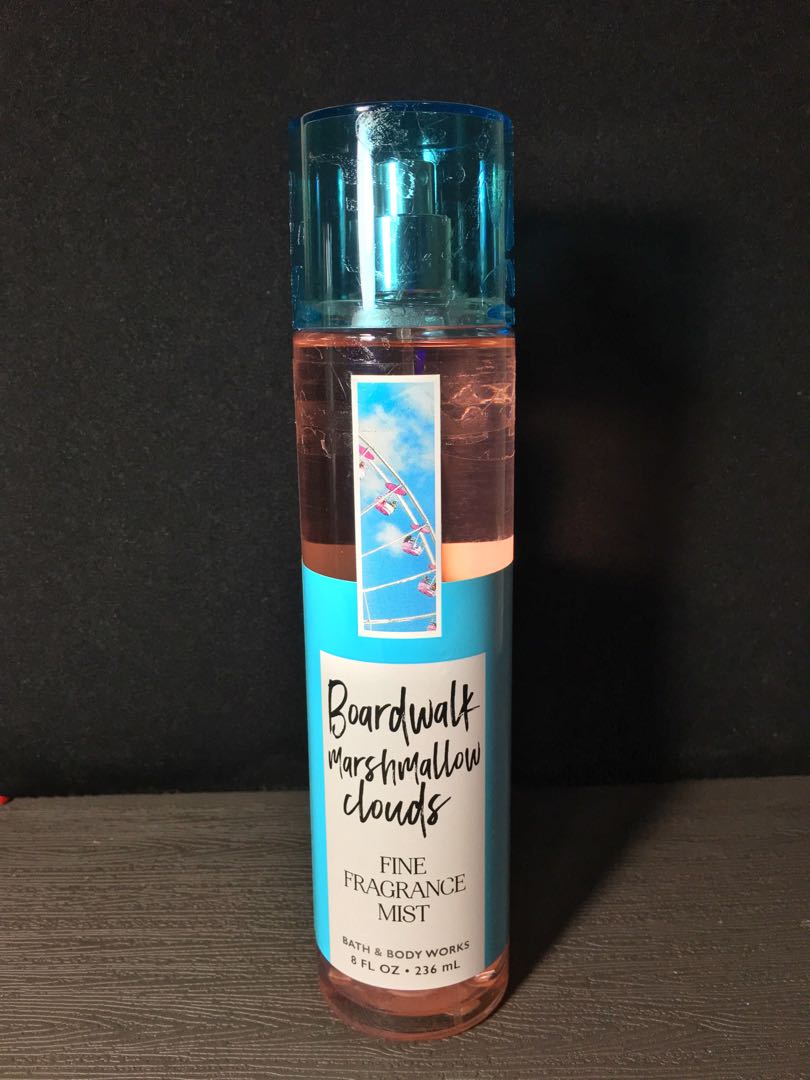 Boardwalk
marshmallow
clouds
FINE
FRAGRANCE
MIST
BATH & BODY WORKS
8 FL OZ • 236 mL